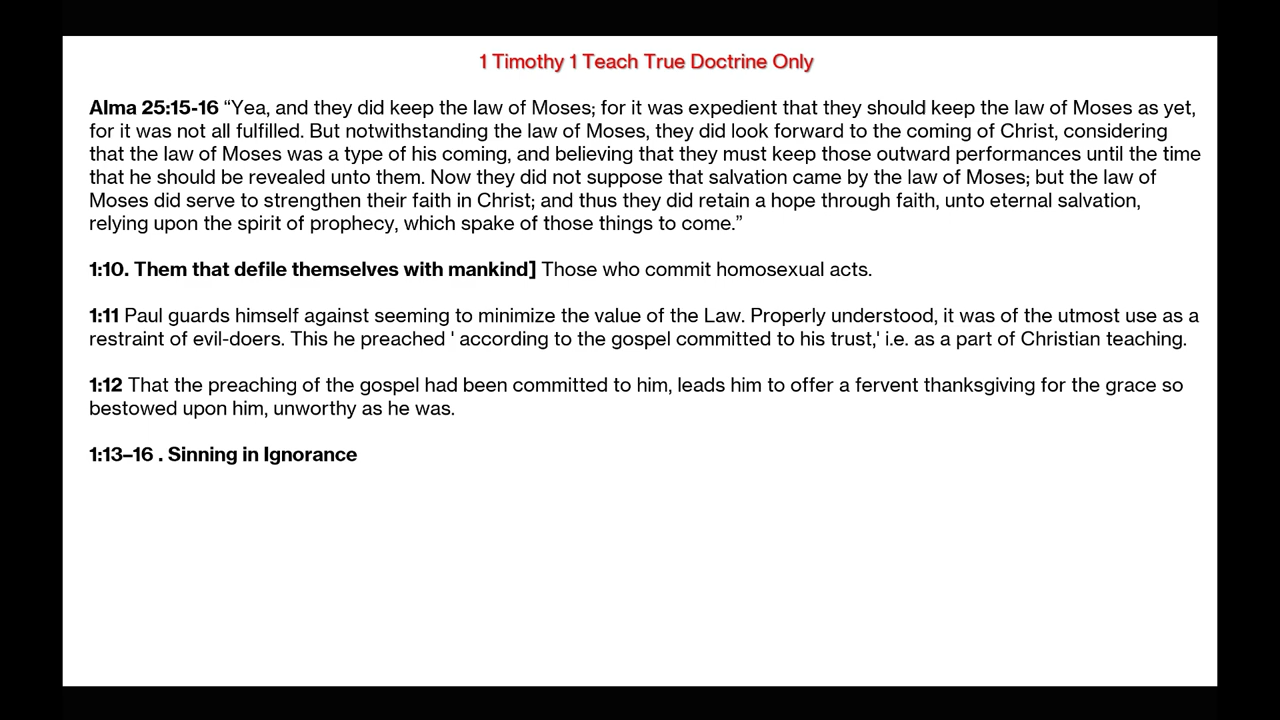 1 Timothy 1 Teach True Doctrine Only
Alma 25:15-16 “Yea, and they did keep the law of Moses; for it was expedient that they should keep the law of Moses as yet,
for it was not all fulfilled. But notwithstanding the law of Moses, they did look forward to the coming of Christ, considering
that the law of Moses was a type of his coming, and believing that they must keep those outward performances until the time
that he should be revealed unto them. Now they did not suppose that salvation came by the law of Moses; but the law of
Moses did serve to strengthen their faith in Christ; and thus they did retain a hope through faith, unto eternal salvation,
relying upon the spirit of prophecy, which spake of those things to come.”
1:10. Them that defile themselves with mankind] Those who commit homosexual acts.
1:11 Paul guards himself against seeming to minimize the value of the Law. Properly understood, it was of the utmost use as a
restraint of evil-doers. This he preached ' according to the gospel committed to his trust,' i.e. as a part of Christian teaching.
1:12 That the preaching of the gospel had been committed to him, leads him to offer a fervent thanksgiving for the grace so
bestowed upon him, unworthy as he was.
1:13–16 . Sinning in Ignorance